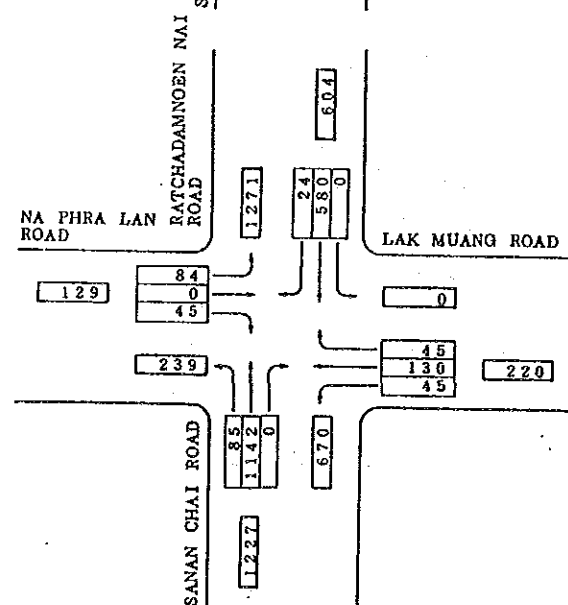 S
RATCHADAMNOEN NAI
ROAD
604
1271
24
580
0
NA PHRA LAN
ROAD
LAK MUANG ROAD
84
0
45
129
0
239
45
130
45
220
85
1142
0
670
SANAN CHAI ROAD
1227